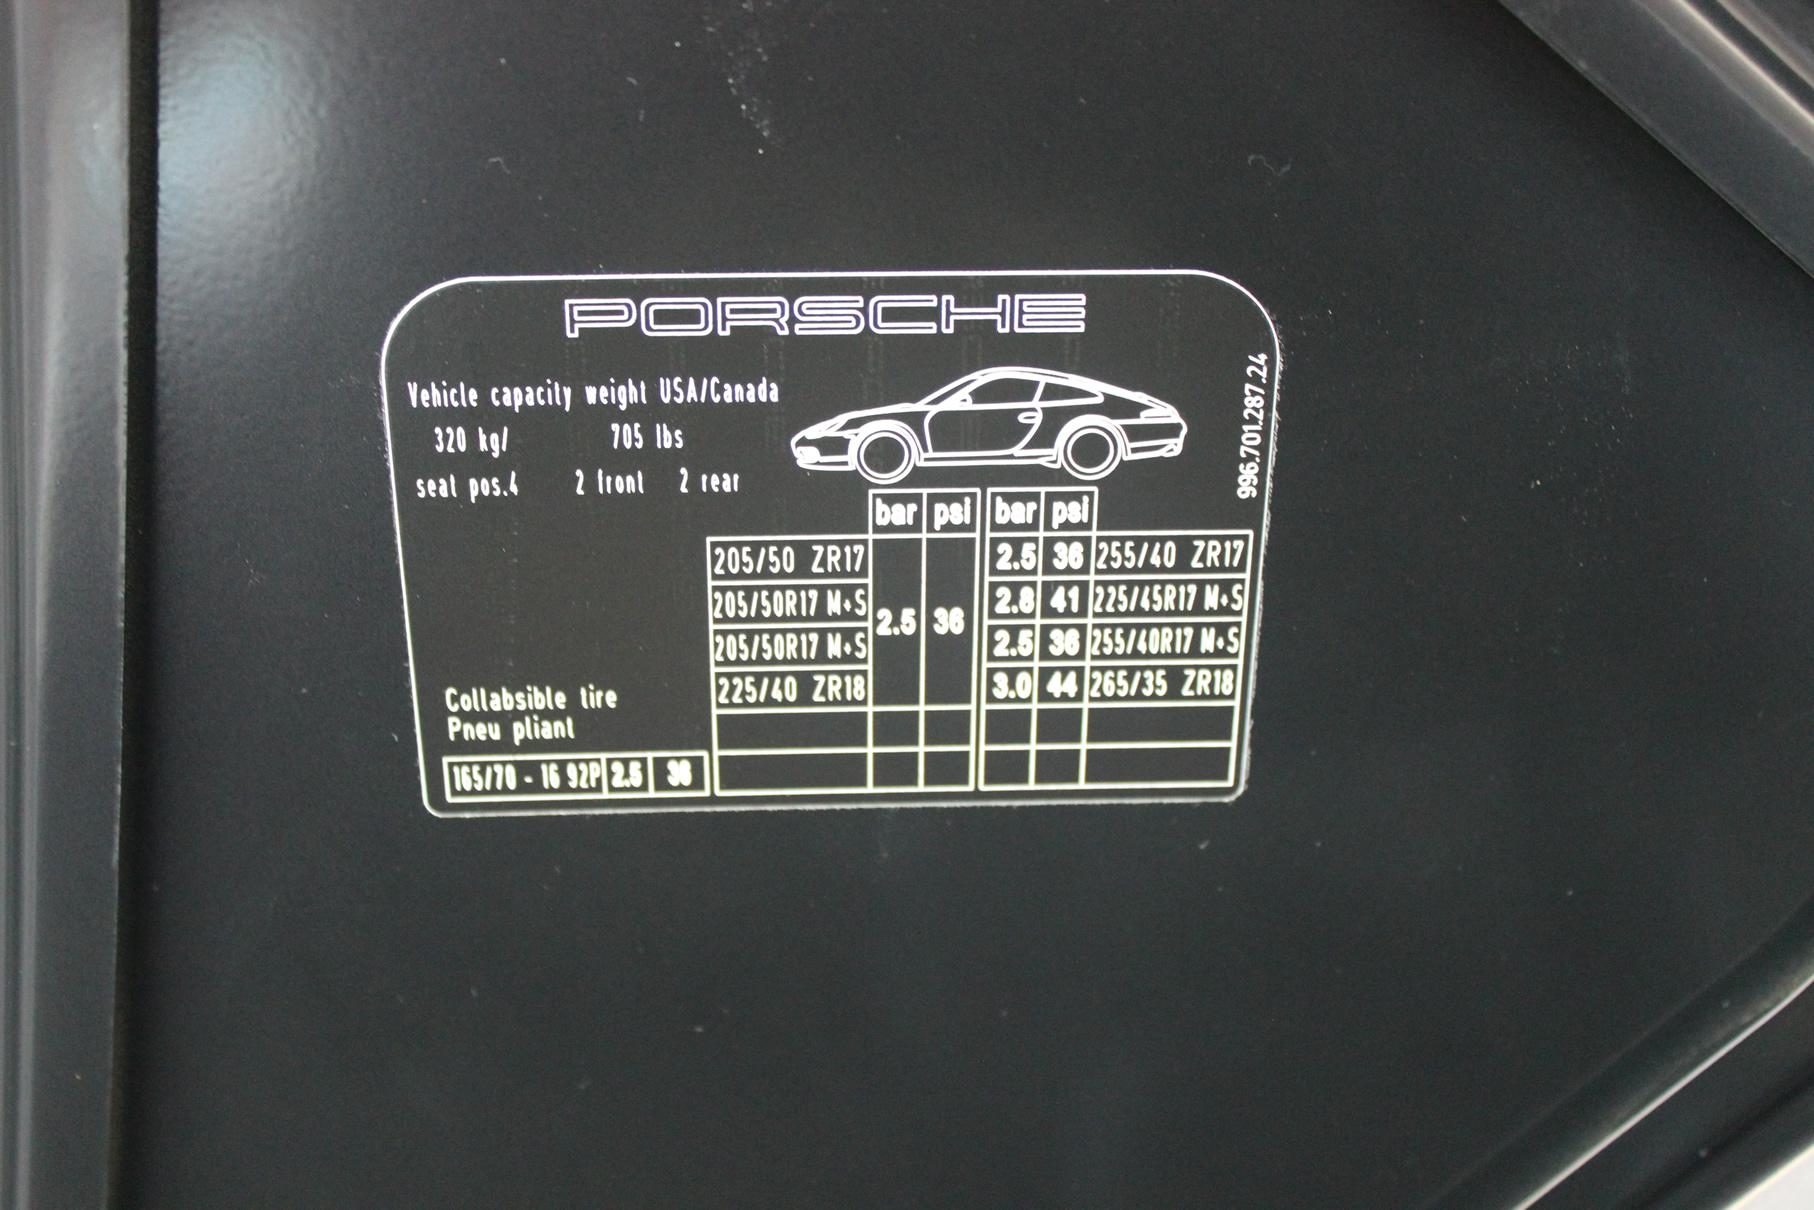 PORSCHE
Vehicle capacity weight USA/Canada
320 kg/ 705 lbs
seat pos.4 2 front 2 rear
996.701.287.24
bar psi bar psi
205/50 ZR17 2.5 36 255/40 ZR17
205/50R17 M+S 2.5 36 2.8 41 225/45R17 M+S
205/50R17 M+S 2.5 36 255/40R17 M+S
225/40 ZR18 3.0 44 265/35 ZR18
Collabsible tire
Pneu pliant
165/70 - 16 92P 2.5 36